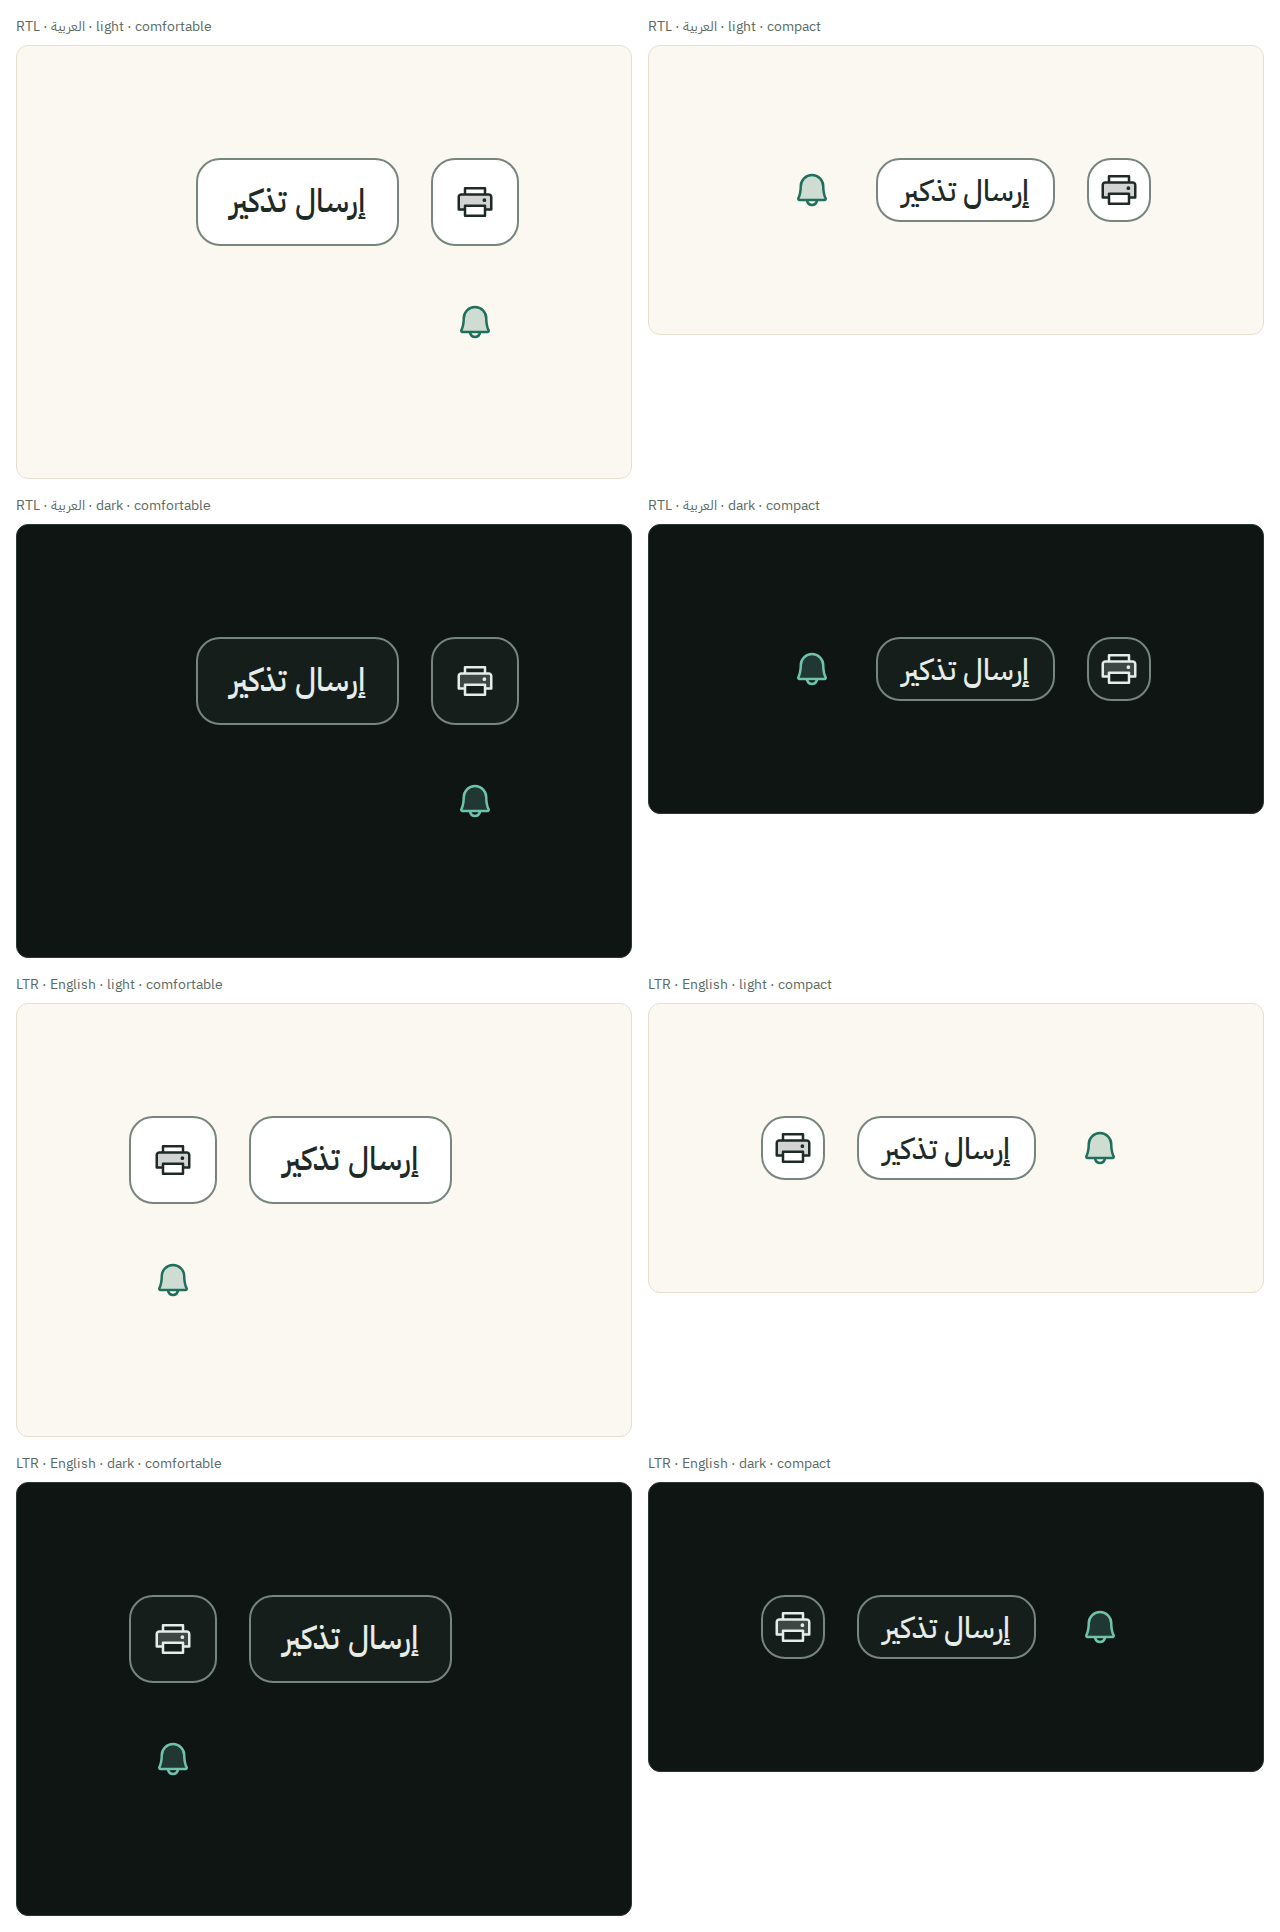 RTL · العربية · light · comfortable
إرسال تذكير
RTL · العربية · light · compact
إرسال تذكير
RTL · العربية · dark · comfortable
إرسال تذكير
RTL · العربية · dark · compact
إرسال تذكير
LTR · English · light · comfortable
إرسال تذكير
LTR · English · light · compact
إرسال تذكير
LTR · English · dark · comfortable
إرسال تذكير
LTR · English · dark · compact
إرسال تذكير